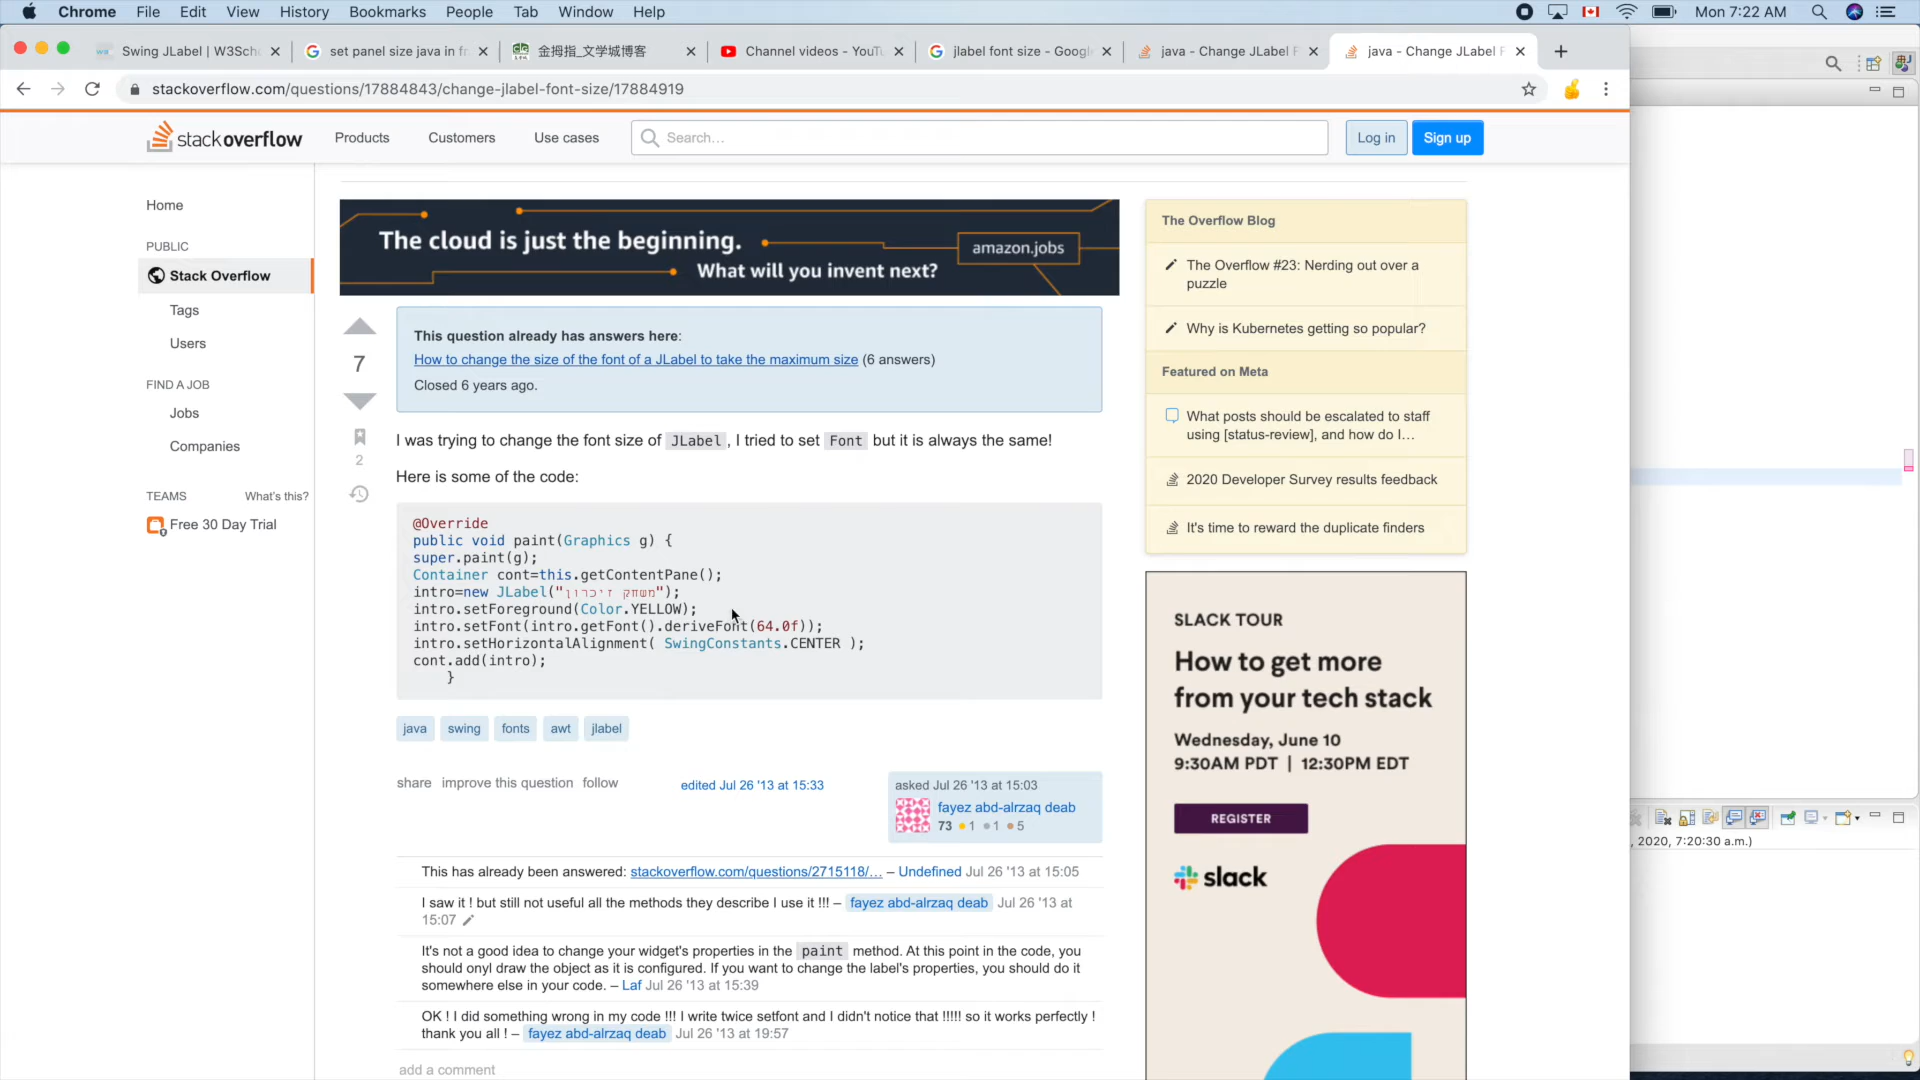 Chrome File Edit View History Bookmarks People Tab Window Help Mon 7:22 AM
Swing JLabel | W3Scho
set panel size java in fr
金拇指_文学城博客
Channel videos - YouTu
jlabel font size - Google
java - Change JLabel F
java - Change JLabel F
stackoverflow.com/questions/17884843/change-jlabel-font-size/17884919
stackoverflow Products Customers Use cases Search... Log in Sign up
Home
PUBLIC
Stack Overflow
Tags
Users
FIND A JOB
Jobs
Companies
TEAMS What's this?
Free 30 Day Trial
The cloud is just the beginning.
What will you invent next?
amazon.jobs
7
2
This question already has answers here:
How to change the size of the font of a JLabel to take the maximum size (6 answers)
Closed 6 years ago.
I was trying to change the font size of JLabel, I tried to set Font but it is always the same!
Here is some of the code:
@Override
public void paint(Graphics g) {
super.paint(g);
Container cont=this.getContentPane();
intro=new JLabel("משחק זיכרון");
intro.setForeground(Color.YELLOW);
intro.setFont(intro.getFont().deriveFont(64.0f));
intro.setHorizontalAlignment( SwingConstants.CENTER );
cont.add(intro);
}
java swing fonts awt jlabel
share improve this question follow
edited Jul 26 '13 at 15:33
asked Jul 26 '13 at 15:03
fayez abd-alrzaq deab
73 1 1 5
This has already been answered: stackoverflow.com/questions/2715118/… – Undefined Jul 26 '13 at 15:05
I saw it ! but still not useful all the methods they describe I use it !!! – fayez abd-alrzaq deab Jul 26 '13 at
15:07
It's not a good idea to change your widget's properties in the paint method. At this point in the code, you
should onyl draw the object as it is configured. If you want to change the label's properties, you should do it
somewhere else in your code. – Laf Jul 26 '13 at 15:39
OK ! I did something wrong in my code !!! I write twice setfont and I didn't notice that !!!!! so it works perfectly !
thank you all ! – fayez abd-alrzaq deab Jul 26 '13 at 19:57
add a comment
The Overflow Blog
The Overflow #23: Nerding out over a
puzzle
Why is Kubernetes getting so popular?
Featured on Meta
What posts should be escalated to staff
using [status-review], and how do I…
2020 Developer Survey results feedback
It's time to reward the duplicate finders
SLACK TOUR
How to get more
from your tech stack
Wednesday, June 10
9:30AM PDT | 12:30PM EDT
REGISTER
slack
, 2020, 7:20:30 a.m.)